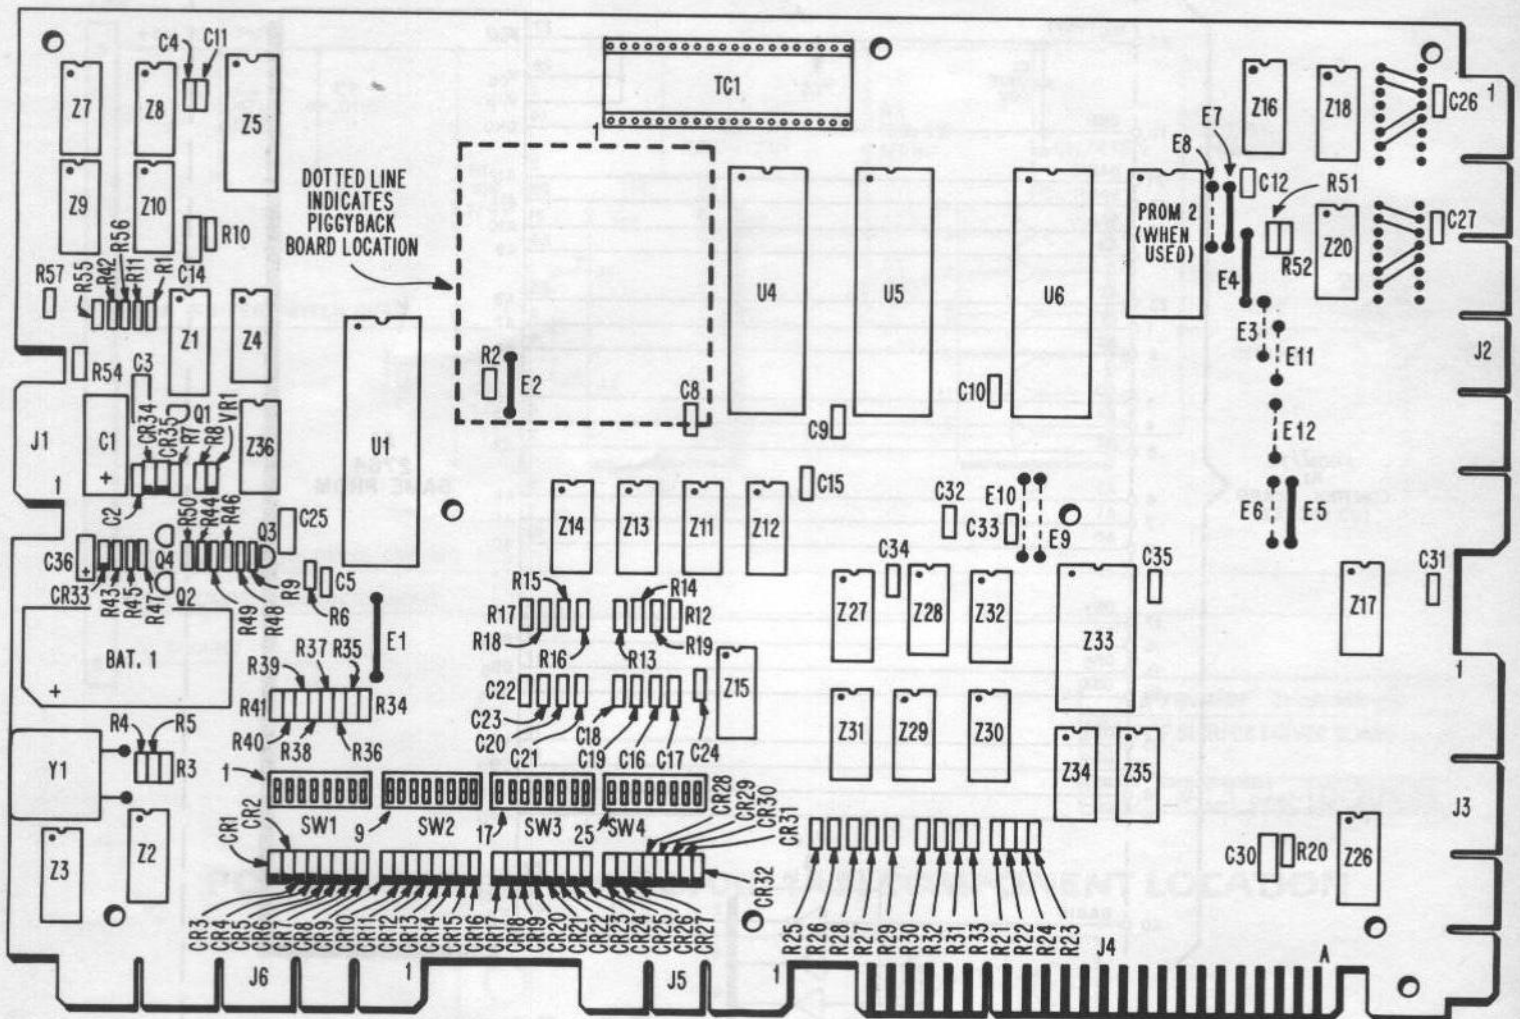 C4
C11
Z7
Z8
Z5
TC1
1
Z16
Z18
C26
1
E7
E8
DOTTED LINE
INDICATES
PIGGYBACK
BOARD LOCATION
Z9
Z10
R10
C14
C12
R51
PROM 2
(WHEN
USED)
E4
R52
Z20
C27
R57
R55
R42
R56
R11
R1
U4
U5
U6
Z1
Z4
E3
E11
J2
R54
C3
R2
E2
C8
C10
C9
J1
1
C1
+
CR34
CR35
Q1
R7
R8
VR1
Z36
U1
E12
C2
R50
R44
R46
Q3
C25
C15
C32
C33
E10
E9
E6
E5
Z14
Z13
Z11
Z12
C36
+
CR33
R43
R45
R47
Q4
Q2
R49
R48
R9
R6
C5
C34
C35
C31
R15
R14
R17
R18
R16
R13
R19
R12
Z27
Z28
Z32
Z33
Z17
BAT. 1
+
E1
R39
R37
R35
R41
R34
R40
R38
R36
C22
C23
C20
C21
C18
C19
C16
C17
C24
Z15
Z31
Z29
Z30
1
R4
R5
Y1
R3
Z34
Z35
1
SW1
9
SW2
17
SW3
25
SW4
CR28
CR29
CR30
CR31
J3
CR1
CR2
Z3
Z2
CR32
C30
R20
Z26
CR3
CR4
CR5
CR6
CR7
CR8
CR9
CR10
CR11
CR12
CR13
CR14
CR15
CR16
CR17
CR18
CR19
CR20
CR21
CR22
CR23
CR24
CR25
CR26
CR27
R25
R26
R28
R27
R29
R30
R32
R31
R33
R21
R22
R24
R23
J6
1
J5
1
J4
A